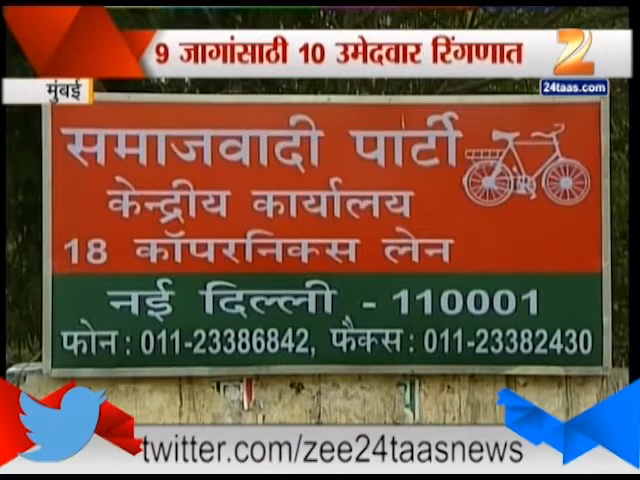 9 जागांसाठी 10 उमेदवार रिंगणात
24taas.com
मुंबई
समाजवादी पार्टी
केन्द्रीय कार्यालय
18 कॉपरनिकस लेन
नई दिल्ली - 110001
फोन : 011-23386842, फैक्स : 011-23382430
twitter.com/zee24taasnews